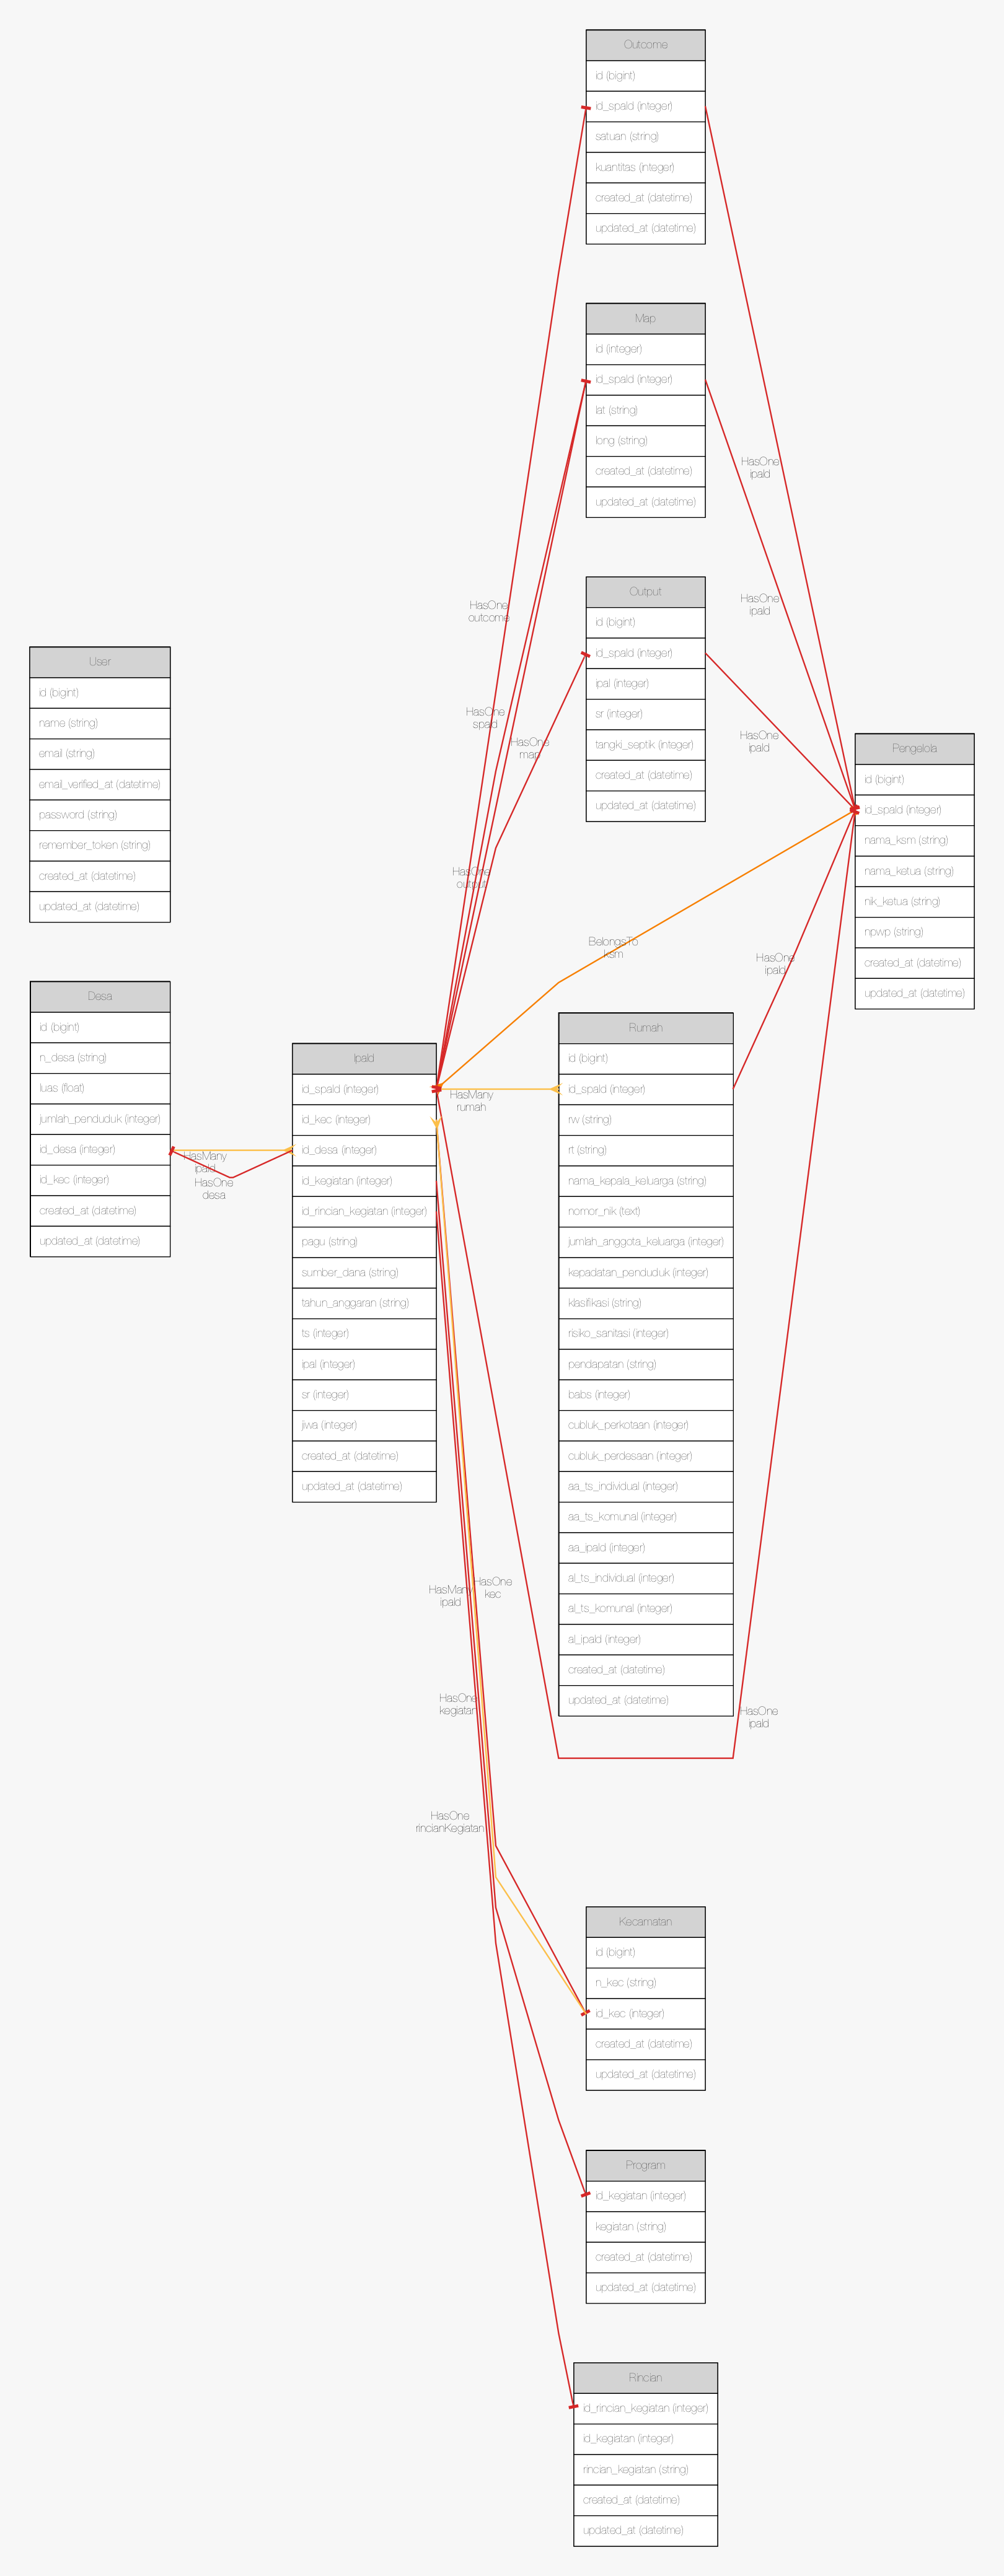 Outcome
id (bigint)
id_spald (integer)
satuan (string)
kuantitas (integer)
created_at (datetime)
updated_at (datetime)
Map
id (integer)
id_spald (integer)
lat (string)
long (string)
created_at (datetime)
updated_at (datetime)
Output
id (bigint)
id_spald (integer)
ipal (integer)
sr (integer)
tangki_septik (integer)
created_at (datetime)
updated_at (datetime)
User
id (bigint)
name (string)
email (string)
email_verified_at (datetime)
password (string)
remember_token (string)
created_at (datetime)
updated_at (datetime)
Pengelola
id (bigint)
id_spald (integer)
nama_ksm (string)
nama_ketua (string)
nik_ketua (string)
npwp (string)
created_at (datetime)
updated_at (datetime)
Desa
id (bigint)
n_desa (string)
luas (float)
jumlah_penduduk (integer)
id_desa (integer)
id_kec (integer)
created_at (datetime)
updated_at (datetime)
Ipald
id_spald (integer)
id_kec (integer)
id_desa (integer)
id_kegiatan (integer)
id_rincian_kegiatan (integer)
pagu (string)
sumber_dana (string)
tahun_anggaran (string)
ts (integer)
ipal (integer)
sr (integer)
jiwa (integer)
created_at (datetime)
updated_at (datetime)
Rumah
id (bigint)
id_spald (integer)
rw (string)
rt (string)
nama_kepala_keluarga (string)
nomor_nik (text)
jumlah_anggota_keluarga (integer)
kepadatan_penduduk (integer)
klasifikasi (string)
risiko_sanitasi (integer)
pendapatan (string)
babs (integer)
cubluk_perkotaan (integer)
cubluk_perdesaan (integer)
aa_ts_individual (integer)
aa_ts_komunal (integer)
aa_ipald (integer)
al_ts_individual (integer)
al_ts_komunal (integer)
al_ipald (integer)
created_at (datetime)
updated_at (datetime)
Kecamatan
id (bigint)
n_kec (string)
id_kec (integer)
created_at (datetime)
updated_at (datetime)
Program
id_kegiatan (integer)
kegiatan (string)
created_at (datetime)
updated_at (datetime)
Rincian
id_rincian_kegiatan (integer)
id_kegiatan (integer)
rincian_kegiatan (string)
created_at (datetime)
updated_at (datetime)
HasOne
ipald
HasOne
ipald
HasOne
outcome
HasOne
spald
HasOne
map
HasOne
ipald
HasOne
output
BelongsTo
ksm
HasOne
ipald
HasMany
rumah
HasMany
ipald
HasOne
desa
HasMany
ipald
HasOne
kec
HasOne
kegiatan
HasOne
ipald
HasOne
rincianKegiatan